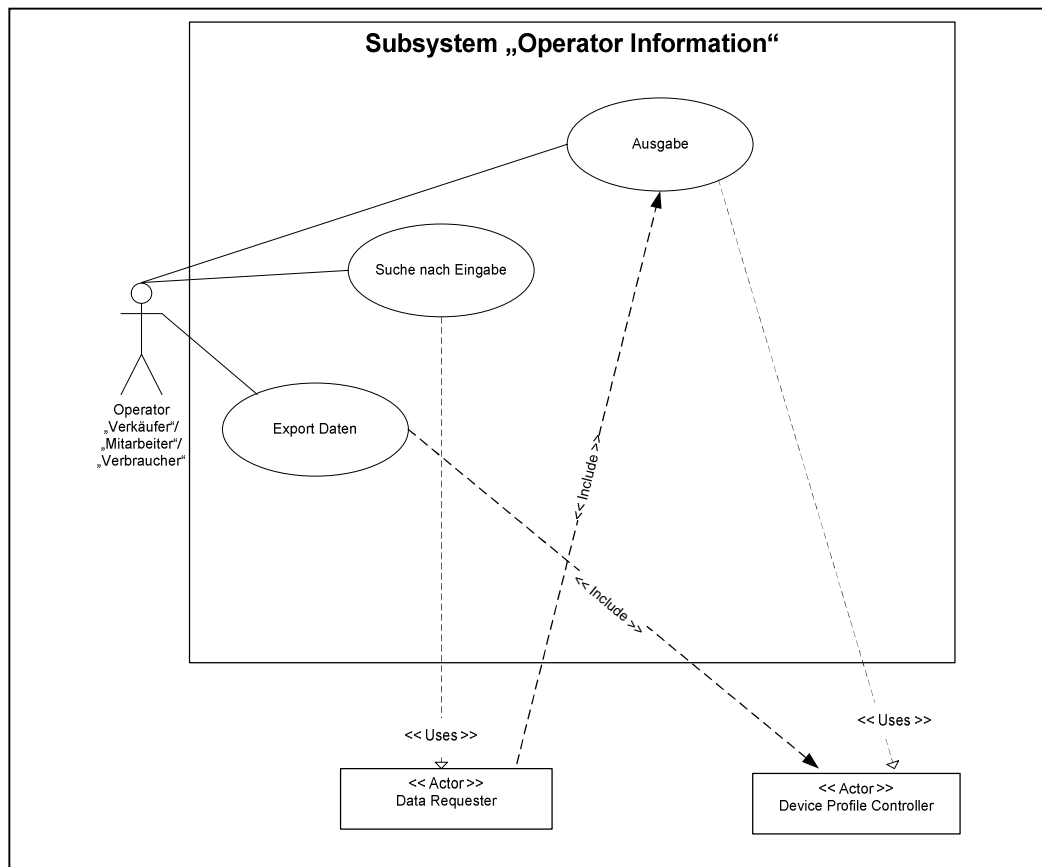 Subsystem „Operator Information“
Ausgabe
Suche nach Eingabe
Export Daten
Operator
„Verkäufer“/
„Mitarbeiter“/
„Verbraucher“
<< Include >>
<< Include >>
<< Uses >>
<< Uses >>
<< Actor >>
Data Requester
<< Actor >>
Device Profile Controller